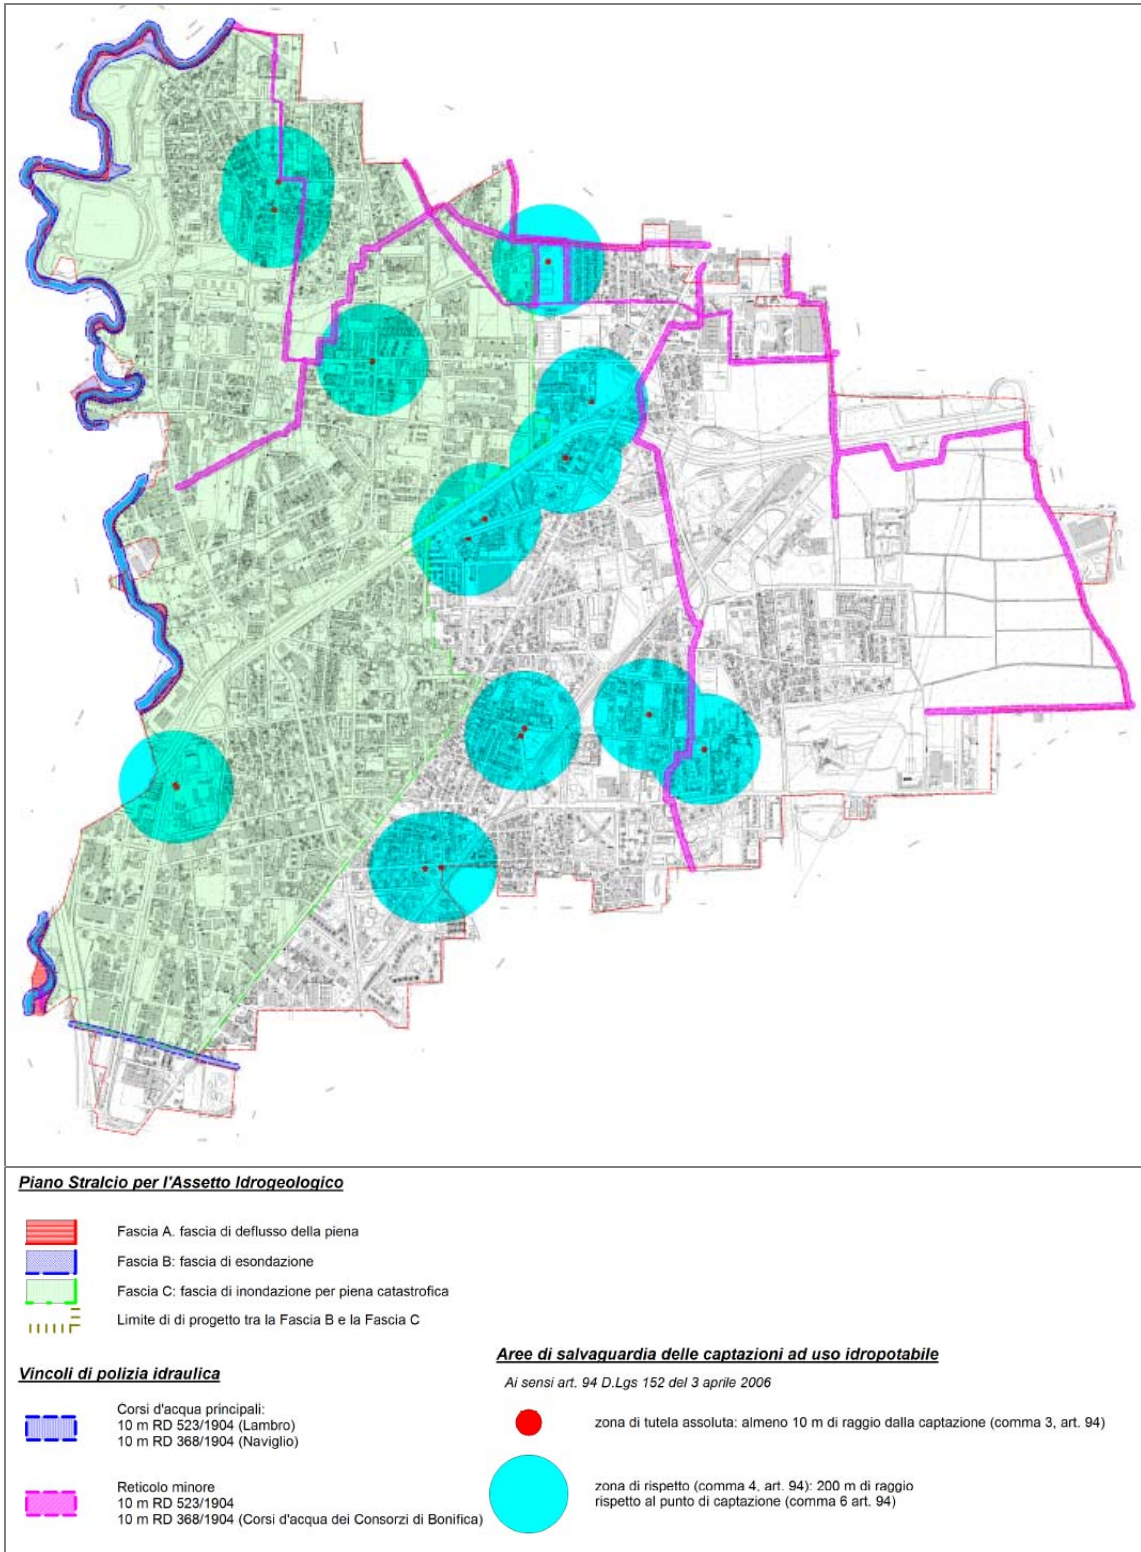 Piano Stralcio per l'Assetto Idrogeologico
Fascia A. fascia di deflusso della piena
Fascia B: fascia di esondazione
Fascia C: fascia di inondazione per piena catastrofica
Limite di di progetto tra la Fascia B e la Fascia C
Vincoli di polizia idraulica
Corsi d'acqua principali:
10 m RD 523/1904 (Lambro)
10 m RD 368/1904 (Naviglio)
Reticolo minore
10 m RD 523/1904
10 m RD 368/1904 (Corsi d'acqua dei Consorzi di Bonifica)
Aree di salvaguardia delle captazioni ad uso idropotabile
Ai sensi art. 94 D.Lgs 152 del 3 aprile 2006
zona di tutela assoluta: almeno 10 m di raggio dalla captazione (comma 3, art. 94)
zona di rispetto (comma 4, art. 94): 200 m di raggio
rispetto al punto di captazione (comma 6 art. 94)